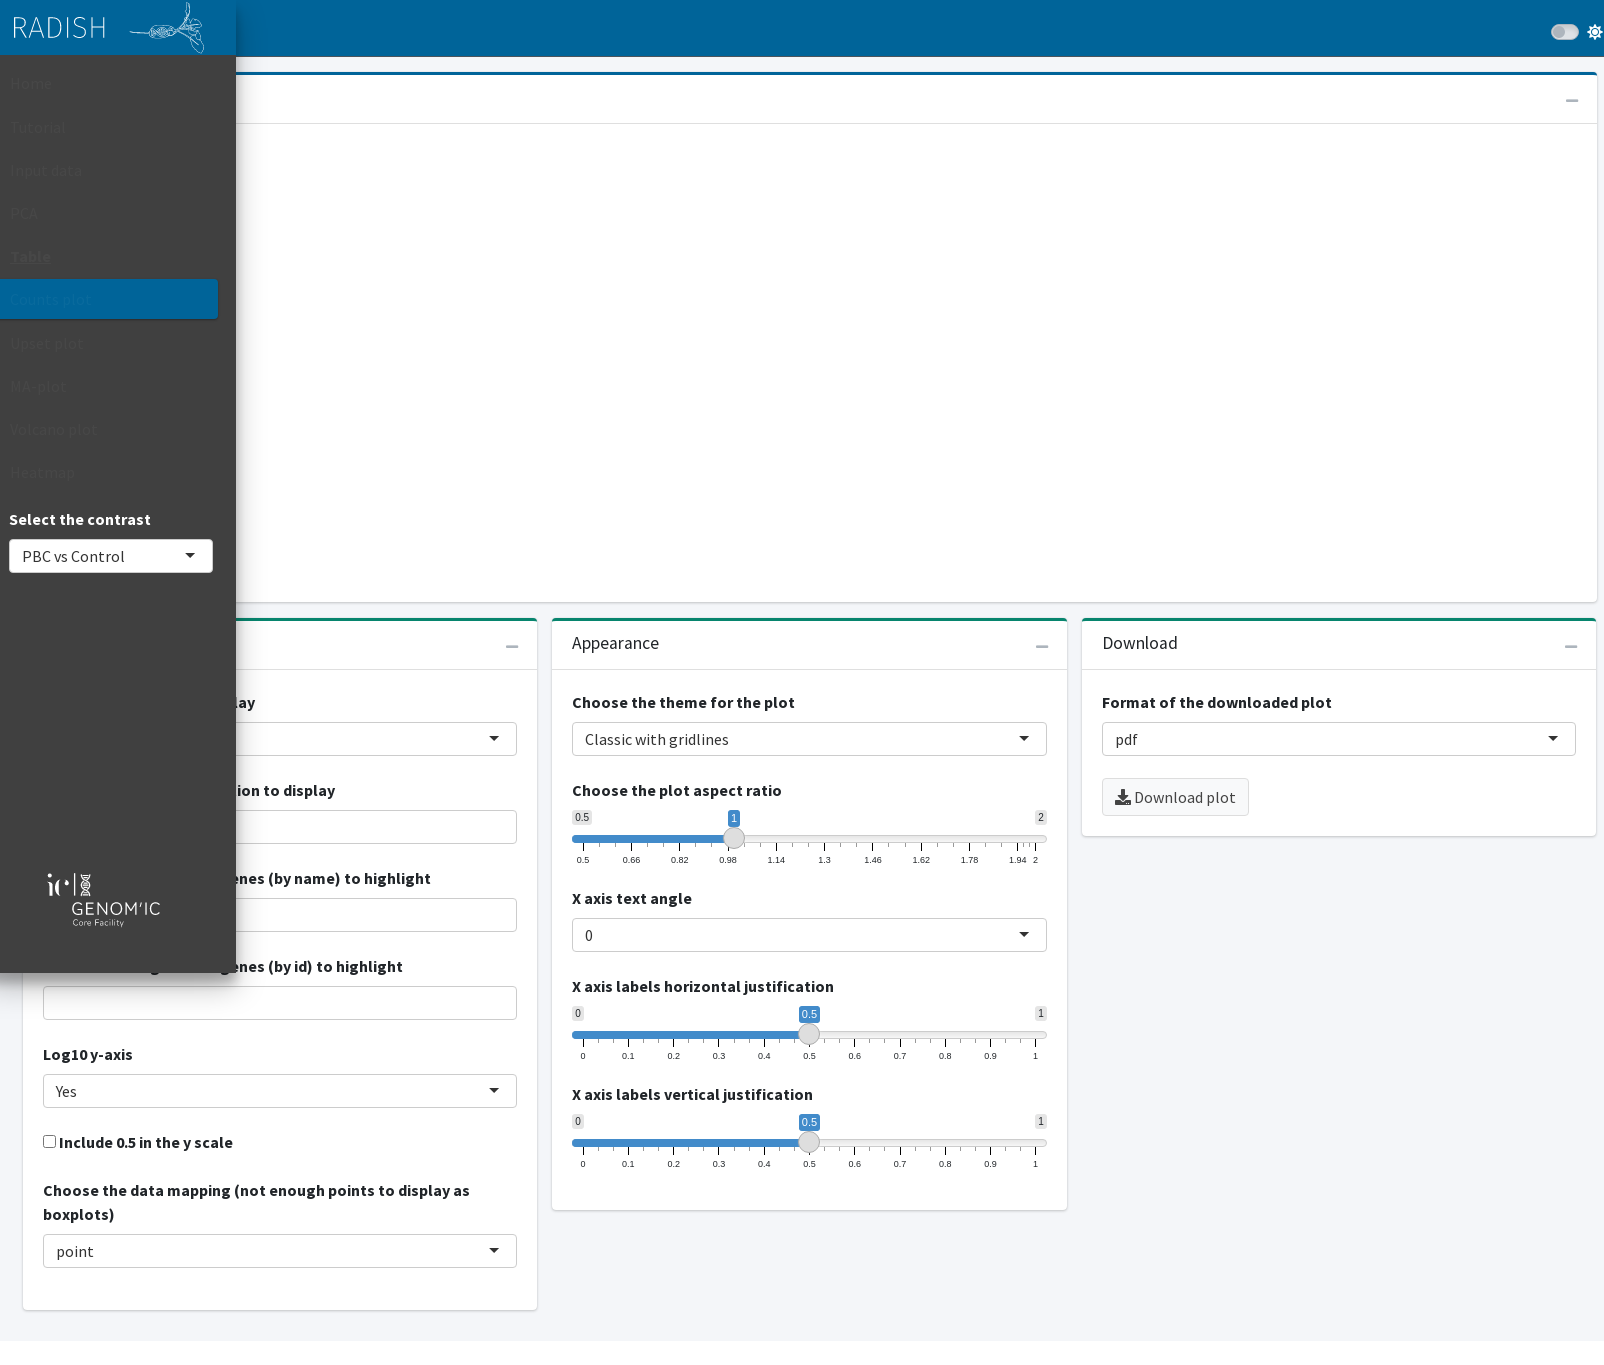 RADISH
Home
Tutorial
Input data
PCA
Table
Counts plot
Upset plot
MA-plot
Volcano plot
Heatmap
Select the contrast
PBC vs Control
GENOM'IC
Core Facility
ion to display
enes (by name) to highlight
enes (by id) to highlight
Log10 y-axis
Yes
Include 0.5 in the y scale
Choose the data mapping (not enough points to display as
boxplots)
point
Appearance
Choose the theme for the plot
Classic with gridlines
Choose the plot aspect ratio
0.5 1 2
0.5 0.66 0.82 0.98 1.14 1.3 1.46 1.62 1.78 1.94 2
X axis text angle
0
X axis labels horizontal justification
0 0.5 1
0 0.1 0.2 0.3 0.4 0.5 0.6 0.7 0.8 0.9 1
X axis labels vertical justification
0 0.5 1
0 0.1 0.2 0.3 0.4 0.5 0.6 0.7 0.8 0.9 1
Download
Format of the downloaded plot
pdf
Download plot